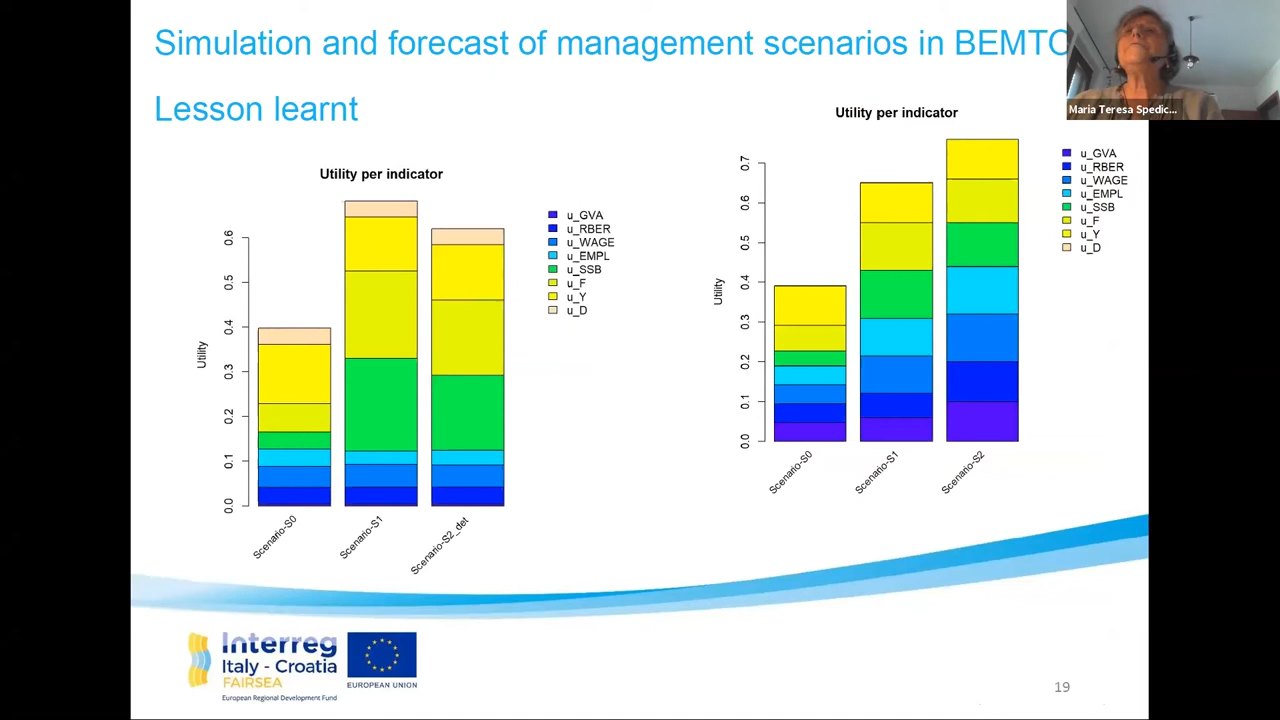 Simulation and forecast of management scenarios in BEMTO
Lesson learnt
Maria Teresa Spedic...
Utility per indicator
Utility
0.0
0.1
0.2
0.3
0.4
0.5
0.6
Scenario-S0
Scenario-S1
Scenario-S2_det
u_GVA
u_RBER
u_WAGE
u_EMPL
u_SSB
u_F
u_Y
u_D
Utility per indicator
Utility
0.0
0.1
0.2
0.3
0.4
0.5
0.6
0.7
Scenario-S0
Scenario-S1
Scenario-S2
u_GVA
u_RBER
u_WAGE
u_EMPL
u_SSB
u_F
u_Y
u_D
Interreg
Italy - Croatia
FAIRSEA
European Regional Development Fund
EUROPEAN UNION
19